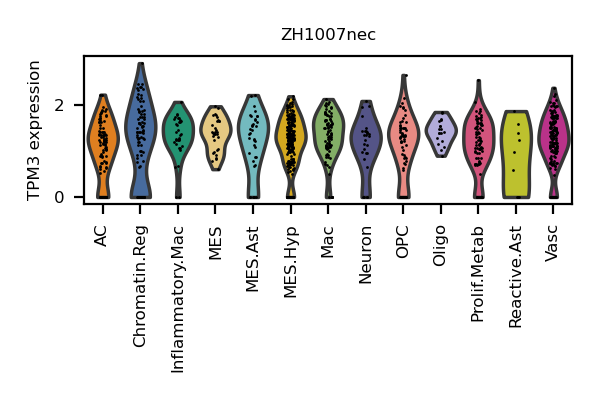 ZH1007nec
TPM3 expression
2
0
AC
Chromatin.Reg
Inflammatory.Mac
MES
MES.Ast
MES.Hyp
Mac
Neuron
OPC
Oligo
Prolif.Metab
Reactive.Ast
Vasc